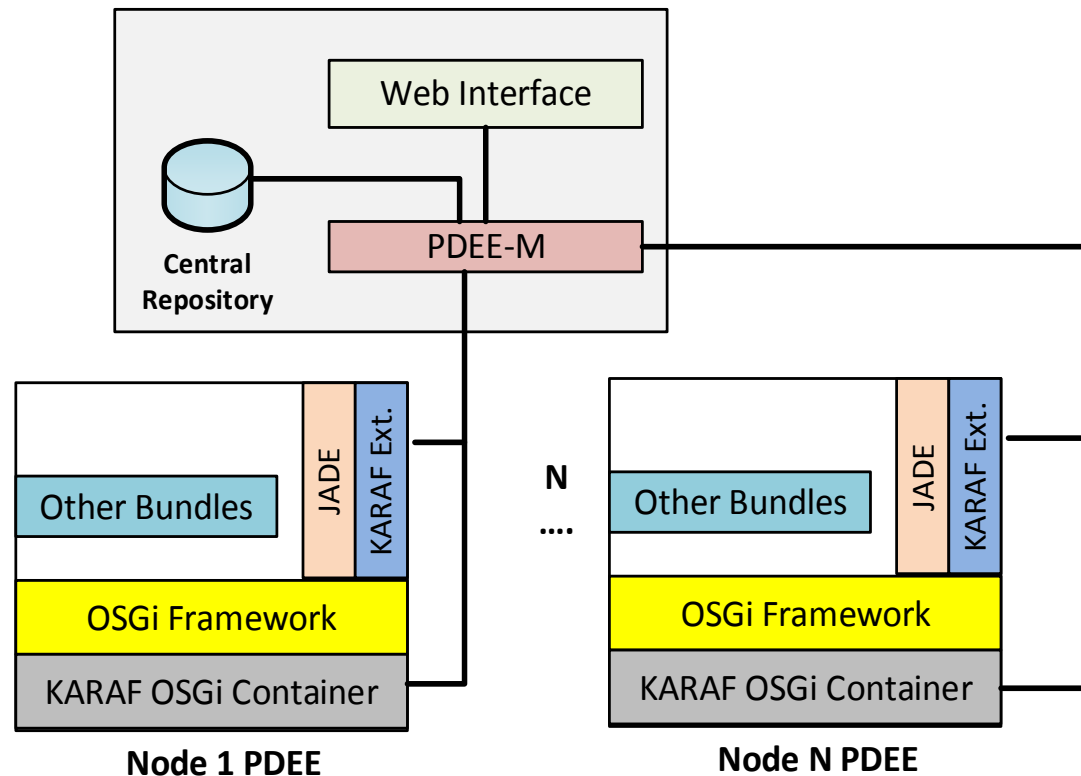 Web Interface
Central
Repository
PDEE-M
JADE
KARAF Ext.
Other Bundles
OSGi Framework
KARAF OSGi Container
Node 1 PDEE
N
....
JADE
KARAF Ext.
Other Bundles
OSGi Framework
KARAF OSGi Container
Node N PDEE